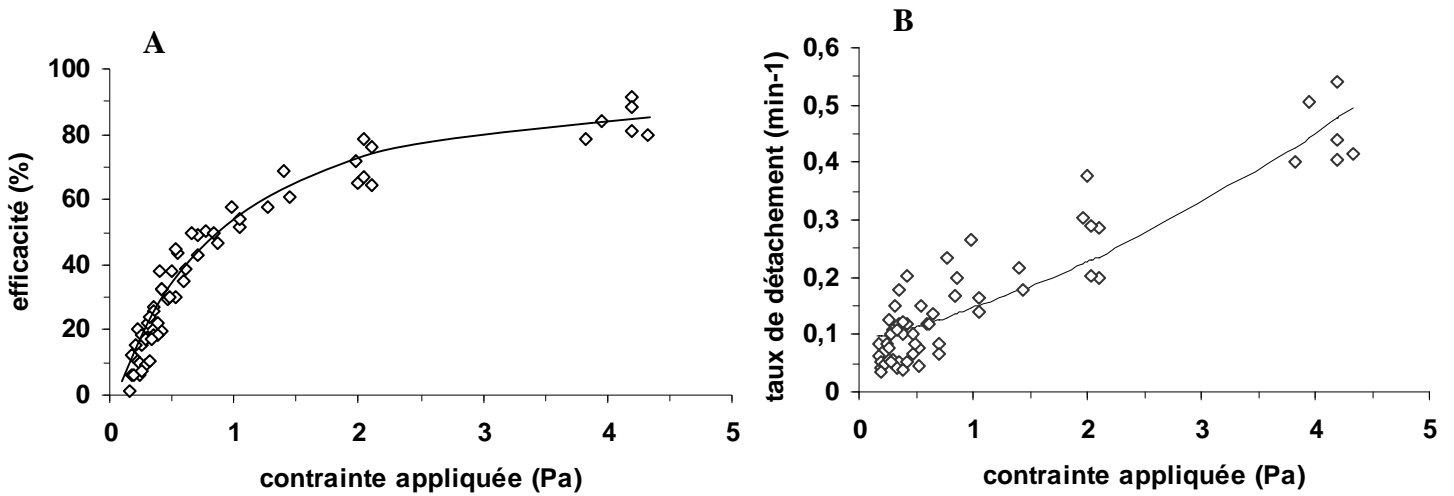 A
efficacité (%)
100
80
60
40
20
0
0 1 2 3 4 5
contrainte appliquée (Pa)
B
taux de détachement (min-1)
0,6
0,5
0,4
0,3
0,2
0,1
0
0 1 2 3 4 5
contrainte appliquée (Pa)